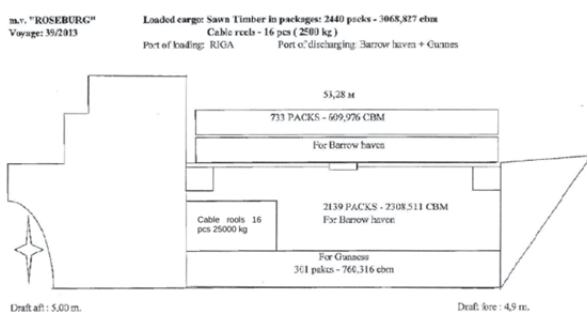 m.v. "ROSEBURG"
Voyage: 39/2013
Loaded cargo: Sawn Timber in packages: 2440 packs - 3068,827 cbm
Cable reels - 16 pcs ( 2500 kg )
Port of loading: RIGA
Port of discharging: Barrow haven + Gunnes
53,28 м
733 PACKS - 609,976 CBM
For Barrow haven
2139 PACKS - 2308,511 CBM
For Barrow haven
Cable rools 16
pcs 25000 kg
For Gunness
301 pakcs - 760,316 cbm
Draft aft : 5,00 m.
Draft fore : 4,9 m.